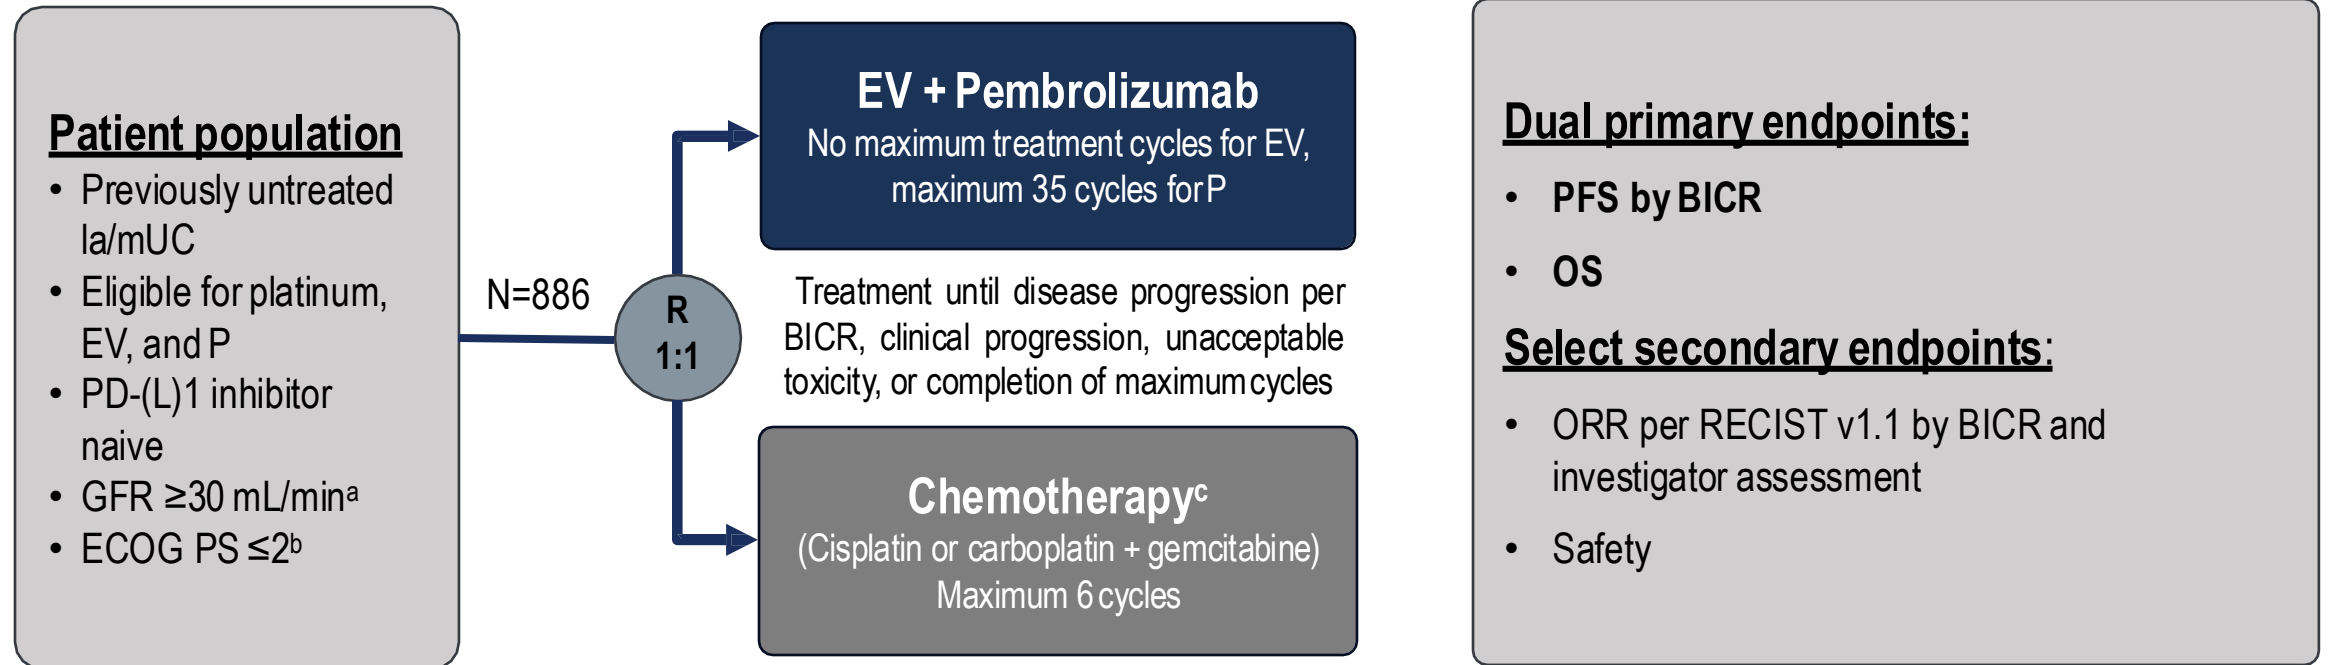 Patient population
• Previously untreated
la/mUC
• Eligible for platinum,
EV, and P
• PD-(L)1 inhibitor
naive
• GFR ≥30 mL/minᵃ
• ECOG PS ≤2ᵇ
N=886
R
1:1
EV + Pembrolizumab
No maximum treatment cycles for EV,
maximum 35 cycles for P
Treatment until disease progression per
BICR, clinical progression, unacceptable
toxicity, or completion of maximum cycles
Chemotherapyᶜ
(Cisplatin or carboplatin + gemcitabine)
Maximum 6 cycles
Dual primary endpoints:
• PFS by BICR
• OS
Select secondary endpoints:
• ORR per RECIST v1.1 by BICR and
investigator assessment
• Safety